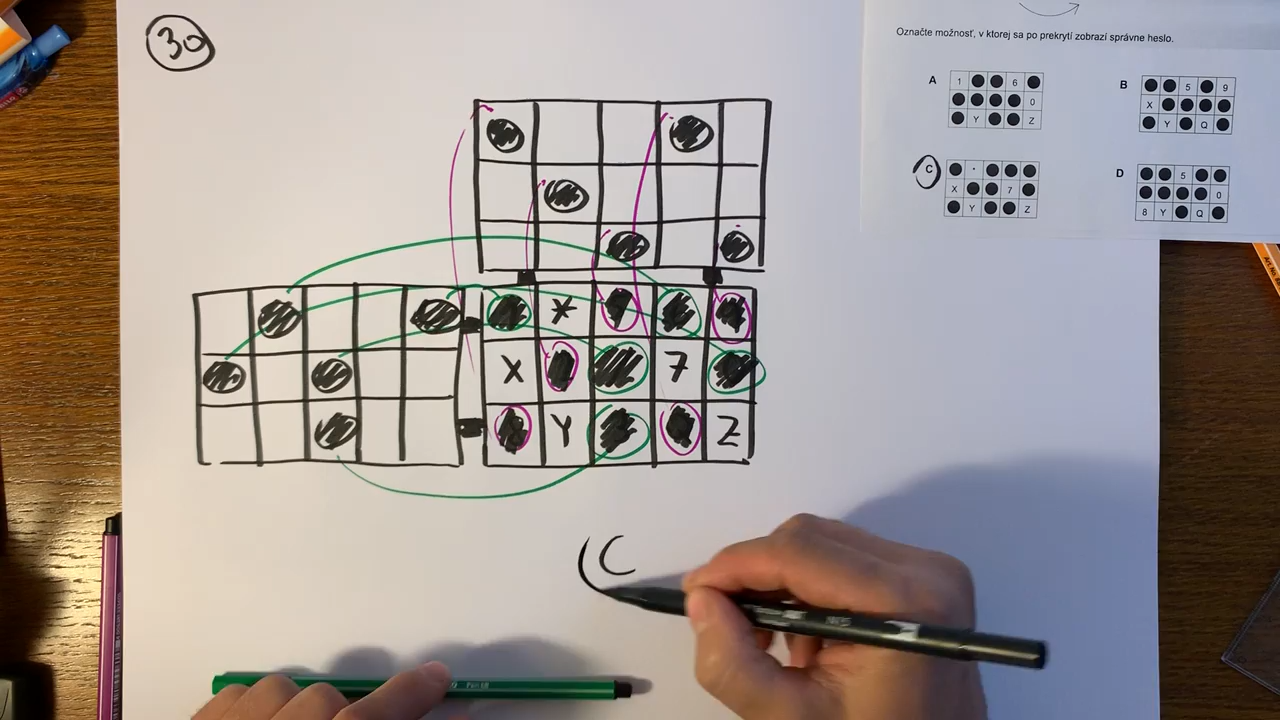 30
Označte možnosť, v ktorej sa po prekrytí zobrazí správne heslo.
A
1 6
0
Y Z
B
5 9
X
Y Q
C
*
X 7
Y Z
D
5
0
8 Y Q
*
X 7
Y Z
C